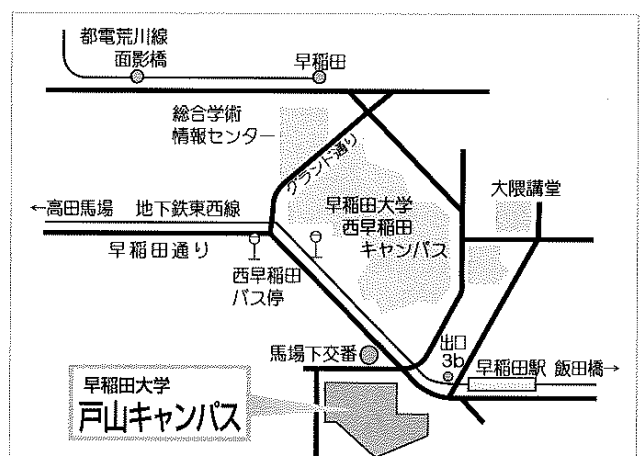 都電荒川線
面影橋
早稲田
総合学術
情報センター
グランド通り
早稲田大学
西早稲田
キャンパス
大隈講堂
←高田馬場 地下鉄東西線
早稲田通り
西早稲田
バス停
馬場下交番
出口
3b
早稲田駅 飯田橋→
早稲田大学
戸山キャンパス